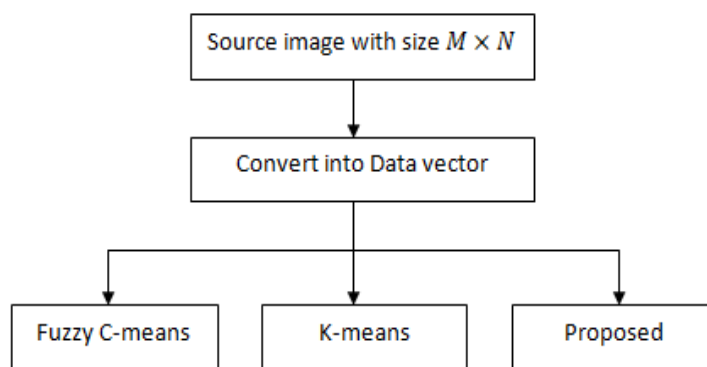 Source image with size M × N
Convert into Data vector
Fuzzy C-means
K-means
Proposed